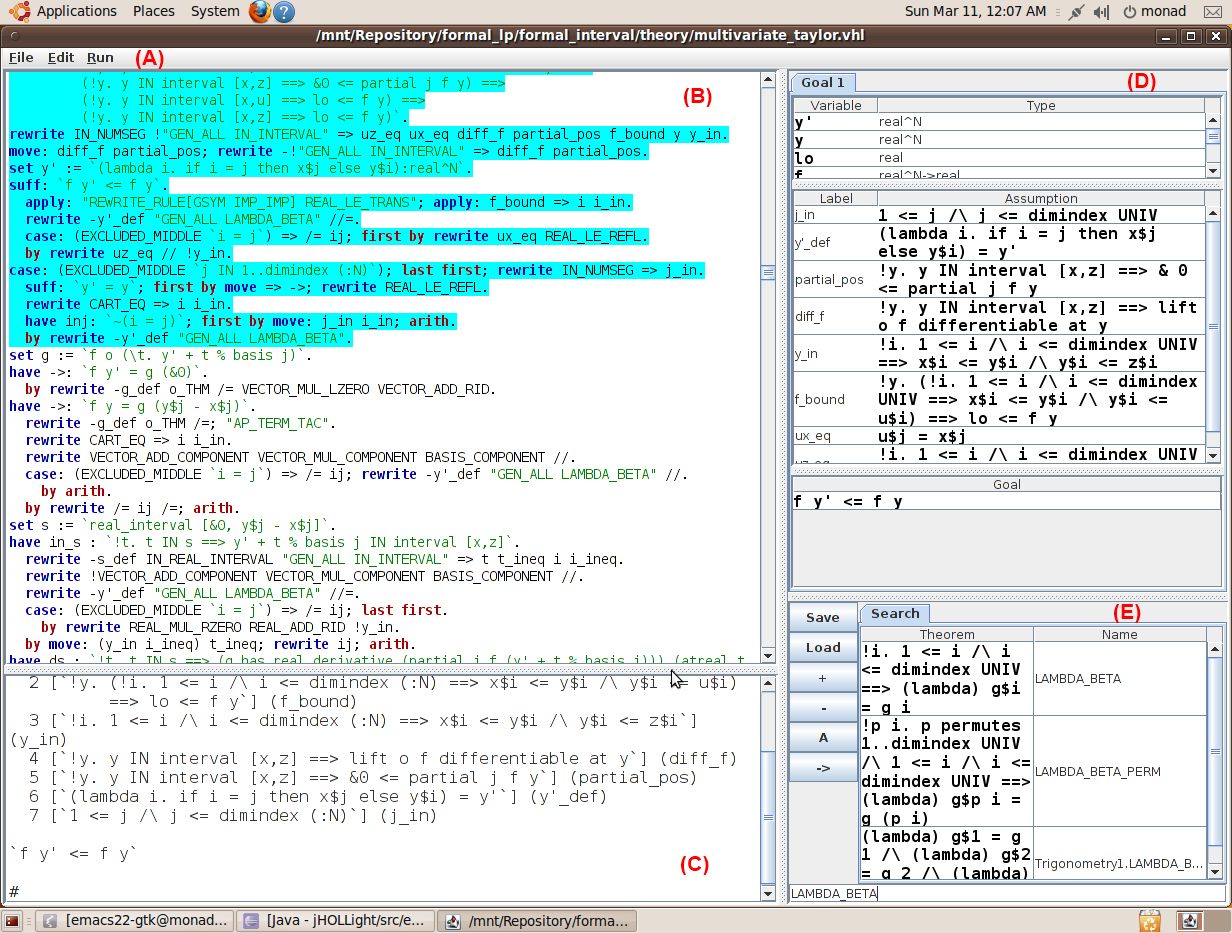 Applications Places System
Sun Mar 11, 12:07 AM monad
/mnt/Repository/formal_lp/formal_interval/theory/multivariate_taylor.vhl
File Edit Run (A)
(!y. y IN interval [x,z] ==> &0 <= partial j f y) ==>
(!y. y IN interval [x,u] ==> lo <= f y) ==>
(!y. y IN interval [x,z] ==> lo <= f y)`.
(B)
rewrite IN_NUMSEG !"GEN_ALL IN_INTERVAL" => uz_eq ux_eq diff_f partial_pos f_bound y y_in.
move: diff_f partial_pos; rewrite -!"GEN_ALL IN_INTERVAL" => diff_f partial_pos.
set y' := `(lambda i. if i = j then x$j else y$i):real^N`.
suff: `f y' <= f y`.
apply: "REWRITE_RULE[GSYM IMP_IMP] REAL_LE_TRANS"; apply: f_bound => i i_in.
rewrite -y'_def "GEN_ALL LAMBDA_BETA" //=.
case: (EXCLUDED_MIDDLE `i = j`) => /= ij; first by rewrite ux_eq REAL_LE_REFL.
by rewrite uz_eq // !y_in.
case: (EXCLUDED_MIDDLE `j IN 1..dimindex (:N)`); last first; rewrite IN_NUMSEG => j_in.
suff: `y' = y`; first by move => ->; rewrite REAL_LE_REFL.
rewrite CART_EQ => i i_in.
have inj: `~(i = j)`; first by move: j_in i_in; arith.
by rewrite -y'_def "GEN_ALL LAMBDA_BETA".
set g := `f o (\t. y' + t % basis j)`.
have ->: `f y' = g (&0)`.
by rewrite -g_def o_THM /= VECTOR_MUL_LZERO VECTOR_ADD_RID.
have ->: `f y = g (y$j - x$j)`.
rewrite -g_def o_THM /=; "AP_TERM_TAC".
rewrite CART_EQ => i i_in.
rewrite VECTOR_ADD_COMPONENT VECTOR_MUL_COMPONENT BASIS_COMPONENT //.
case: (EXCLUDED_MIDDLE `i = j`) => /= ij; rewrite -y'_def "GEN_ALL LAMBDA_BETA" //.
by arith.
by rewrite /= ij /=; arith.
set s := `real_interval [&0, y$j - x$j]`.
have in_s : `!t. t IN s ==> y' + t % basis j IN interval [x,z]`.
rewrite -s_def IN_REAL_INTERVAL "GEN_ALL IN_INTERVAL" => t t_ineq i i_ineq.
rewrite !VECTOR_ADD_COMPONENT VECTOR_MUL_COMPONENT BASIS_COMPONENT //.
rewrite -y'_def "GEN_ALL LAMBDA_BETA" //=.
case: (EXCLUDED_MIDDLE `i = j`) => /= ij; last first.
by rewrite REAL_MUL_RZERO REAL_ADD_RID !y_in.
by move: (y_in i_ineq) t_ineq; rewrite ij; arith.
have ds : `!t. t IN s ==> (g has_real_derivative (partial j f (y' + t % basis j))) (atreal t
2 [`!y. (!i. 1 <= i /\ i <= dimindex (:N) ==> x$i <= y$i /\ y$i <= u$i)
==> lo <= f y`] (f_bound)
3 [`!i. 1 <= i /\ i <= dimindex (:N) ==> x$i <= y$i /\ y$i <= z$i`]
(y_in)
4 [`!y. y IN interval [x,z] ==> lift o f differentiable at y`] (diff_f)
5 [`!y. y IN interval [x,z] ==> &0 <= partial j f y`] (partial_pos)
6 [`(lambda i. if i = j then x$j else y$i) = y'`] (y'_def)
7 [`1 <= j /\ j <= dimindex (:N)`] (j_in)
`f y' <= f y`
(C)
#
Goal 1 (D)
Variable Type
y' real^N
y real^N
lo real
f real^N->real
Label Assumption
j_in 1 <= j /\ j <= dimindex UNIV
y'_def (lambda i. if i = j then x$j
else y$i) = y'
partial_pos !y. y IN interval [x,z] ==> & 0
<= partial j f y
diff_f !y. y IN interval [x,z] ==> lift
o f differentiable at y
y_in !i. 1 <= i /\ i <= dimindex UNIV
==> x$i <= y$i /\ y$i <= z$i
f_bound !y. (!i. 1 <= i /\ i <= dimindex
UNIV ==> x$i <= y$i /\ y$i <=
u$i) ==> lo <= f y
ux_eq u$j = x$j
uz_eq !i. 1 <= i /\ i <= dimindex UNIV
Goal
f y' <= f y
Save
Load
+
-
A
->
Search (E)
Theorem Name
!i. 1 <= i /\ i
<= dimindex UNIV
==> (lambda) g$i
= g i
LAMBDA_BETA
!p i. p permutes
1..dimindex UNIV
/\ 1 <= i /\ i <=
dimindex UNIV ==>
(lambda) g$p i =
g (p i)
LAMBDA_BETA_PERM
(lambda) g$1 = g
1 /\ (lambda) g$2
= g 2 /\ (lambda)
Trigonometry1.LAMBDA_B...
LAMBDA_BETA
[emacs22-gtk@monad... [Java - jHOLLight/src/e... /mnt/Repository/forma...